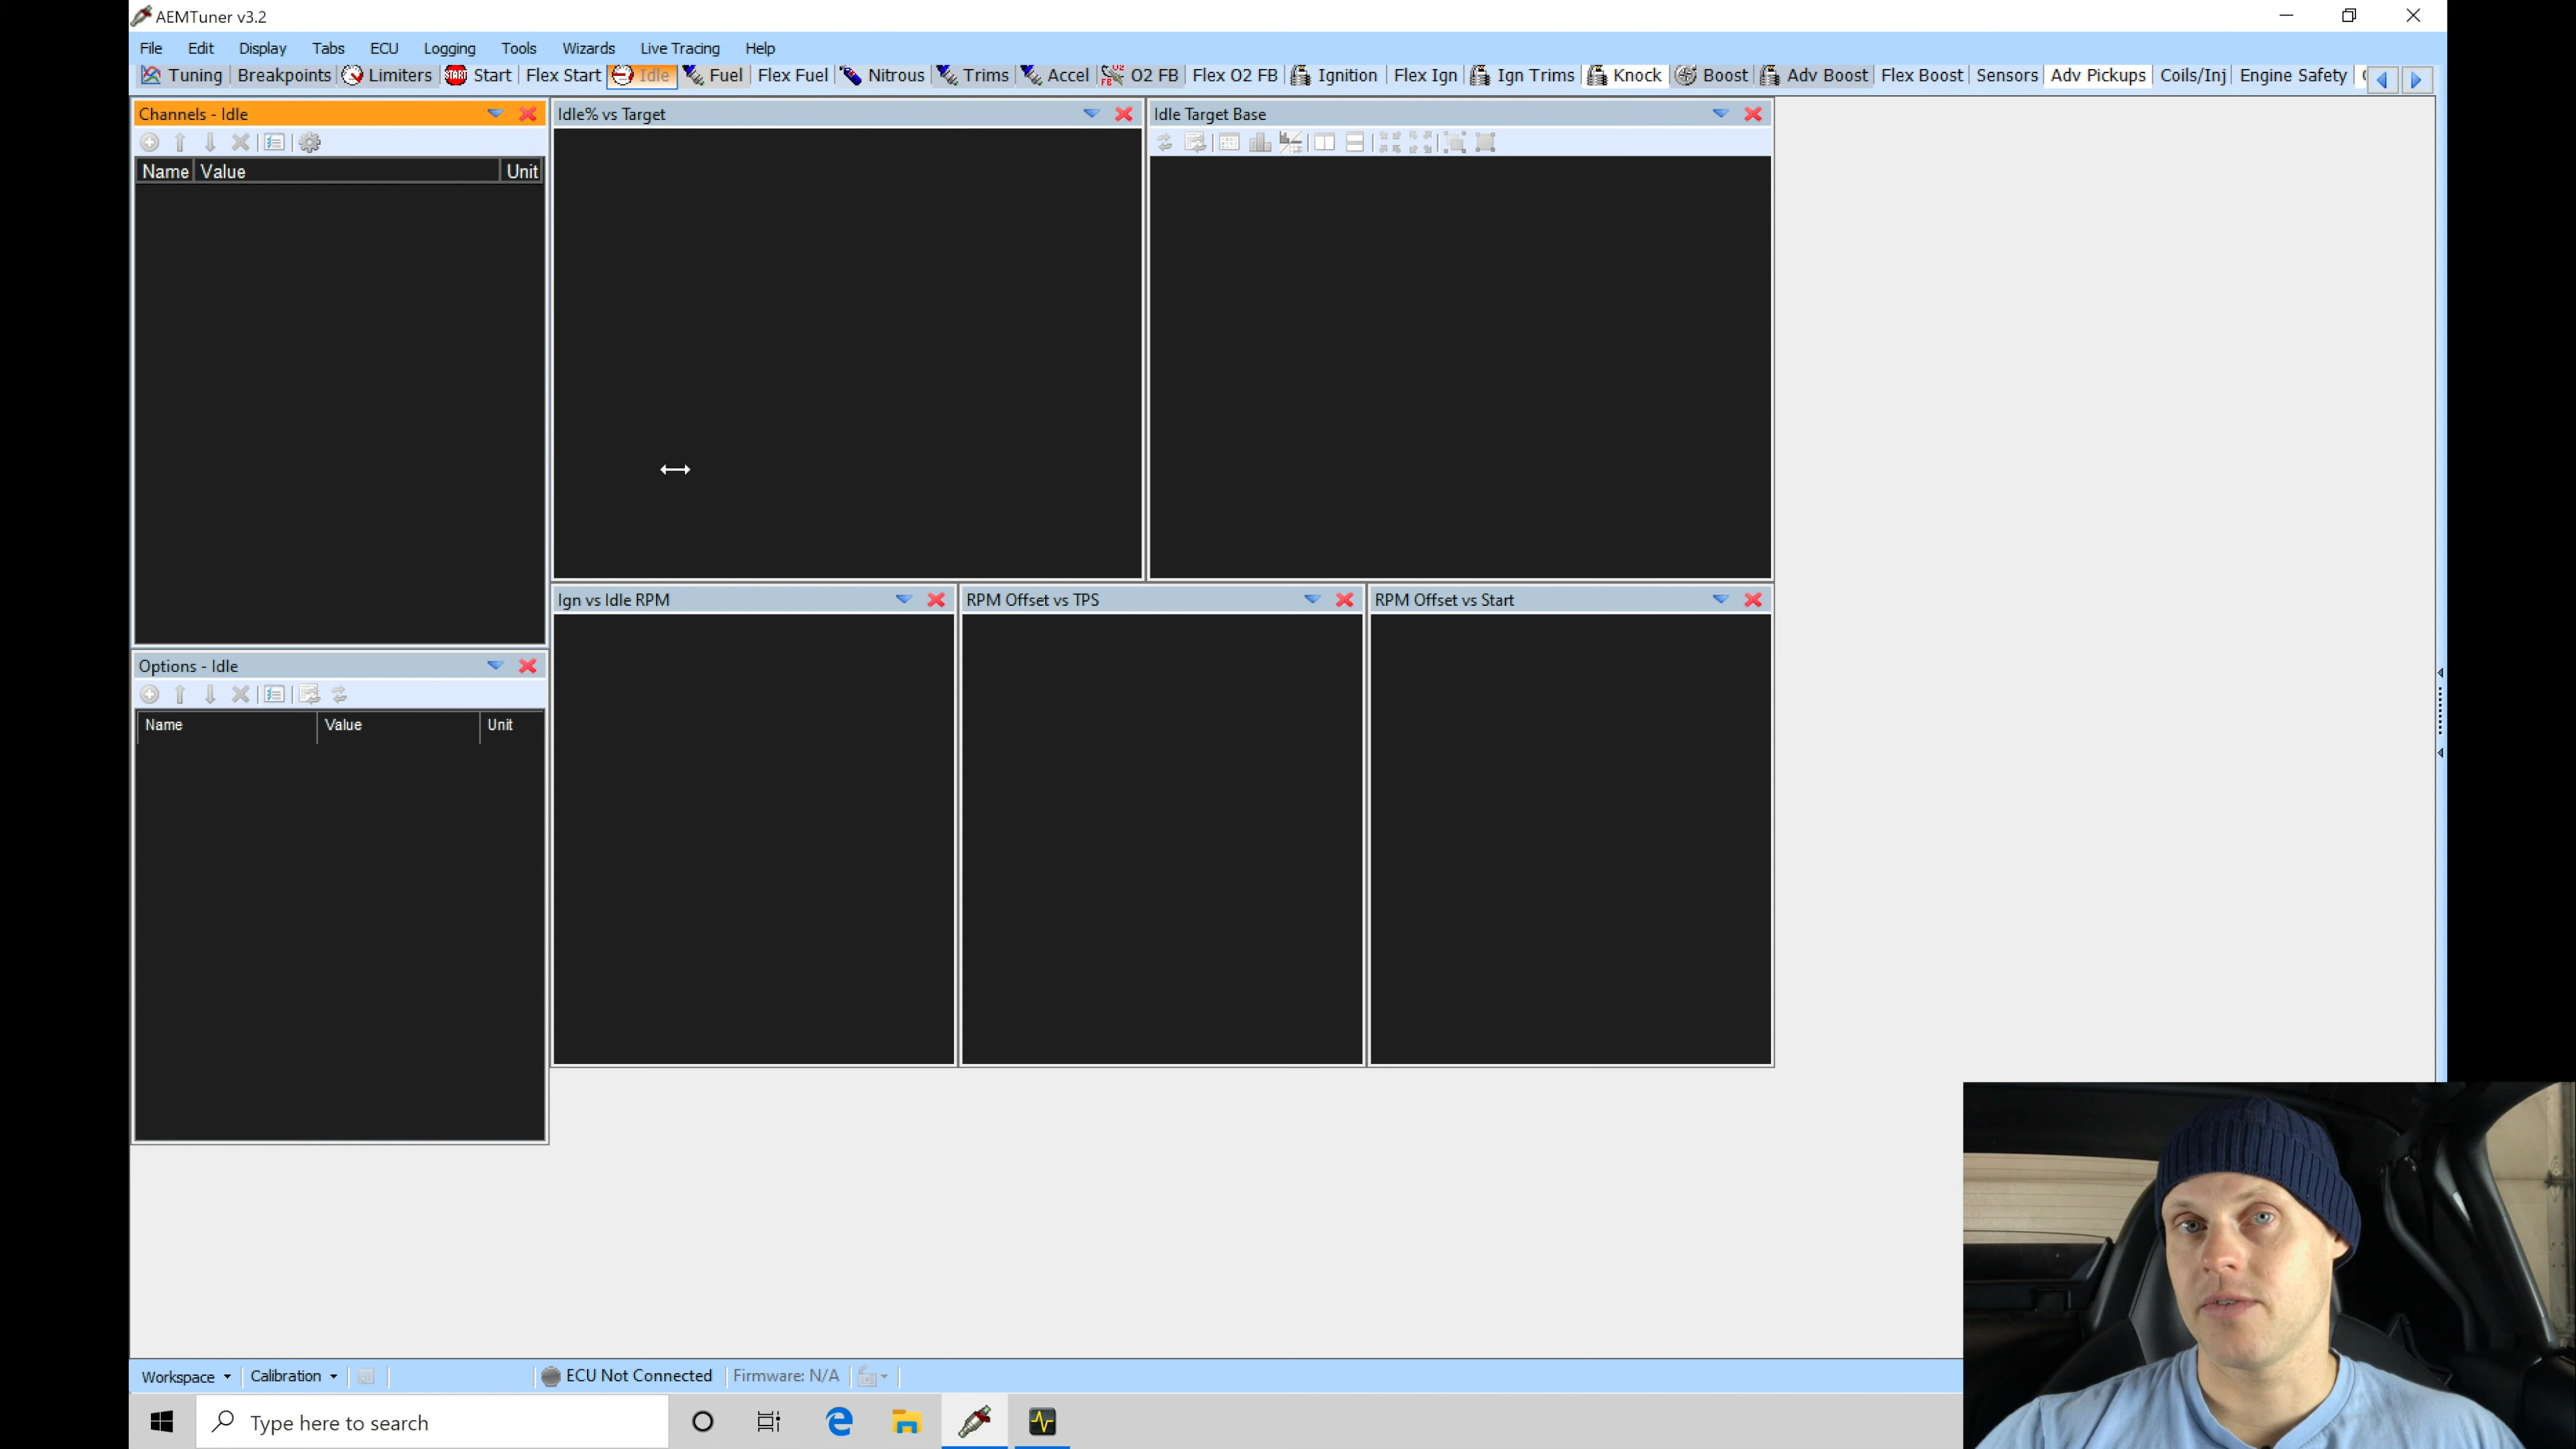 AEMTuner v3.2
File Edit Display Tabs ECU Logging Tools Wizards Live Tracing Help
Tuning Breakpoints Limiters START Start Flex Start Idle Fuel Flex Fuel Nitrous Trims Accel O2 FB O2 FB Flex O2 FB Ignition Flex Ign Ign Trims Knock Boost Adv Boost Flex Boost Sensors Adv Pickups Coils/Inj Engine Safety
Channels - Idle
Name Value Unit
Idle% vs Target
Idle Target Base
Ign vs Idle RPM
RPM Offset vs TPS
RPM Offset vs Start
Options - Idle
Name Value Unit
Workspace Calibration ECU Not Connected Firmware: N/A
Type here to search